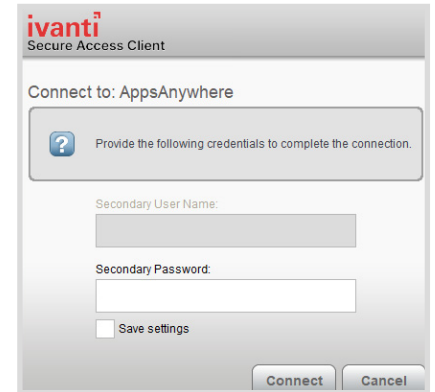 ivanti
Secure Access Client
Connect to: AppsAnywhere
Provide the following credentials to complete the connection.
Secondary User Name:
Secondary Password:
Save settings
Connect Cancel